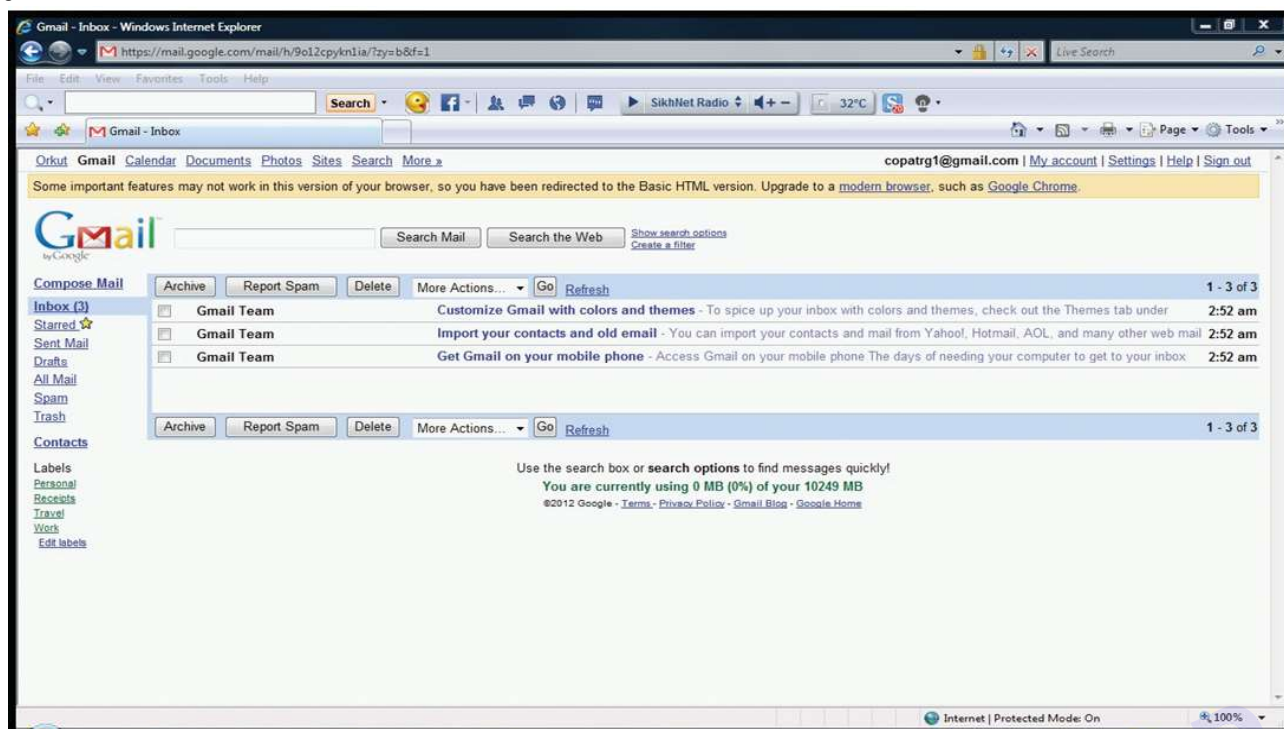 Gmail - Inbox - Windows Internet Explorer
https://mail.google.com/mail/h/9o12cpykn1ia/?zy=b&f=1
Live Search
File Edit View Favorites Tools Help
Search
SikhNet Radio
32°C
Gmail - Inbox
Page Tools
Orkut Gmail Calendar Documents Photos Sites Search More »
copatrg1@gmail.com | My account | Settings | Help | Sign out
Some important features may not work in this version of your browser, so you have been redirected to the Basic HTML version. Upgrade to a modern browser, such as Google Chrome.
Gmail
by Google
Search Mail Search the Web
Show search options
Create a filter
Compose Mail
Archive Report Spam Delete More Actions... Go Refresh 1 - 3 of 3
Inbox (3)
Gmail Team Customize Gmail with colors and themes - To spice up your inbox with colors and themes, check out the Themes tab under 2:52 am
Starred
Gmail Team Import your contacts and old email - You can import your contacts and mail from Yahoo!, Hotmail, AOL, and many other web mail 2:52 am
Sent Mail
Gmail Team Get Gmail on your mobile phone - Access Gmail on your mobile phone The days of needing your computer to get to your inbox 2:52 am
Drafts
All Mail
Spam
Trash
Archive Report Spam Delete More Actions... Go Refresh 1 - 3 of 3
Contacts
Labels
Personal
Receipts
Travel
Work
Edit labels
Use the search box or search options to find messages quickly!
You are currently using 0 MB (0%) of your 10249 MB
©2012 Google - Terms - Privacy Policy - Gmail Blog - Google Home
Internet | Protected Mode: On
100%